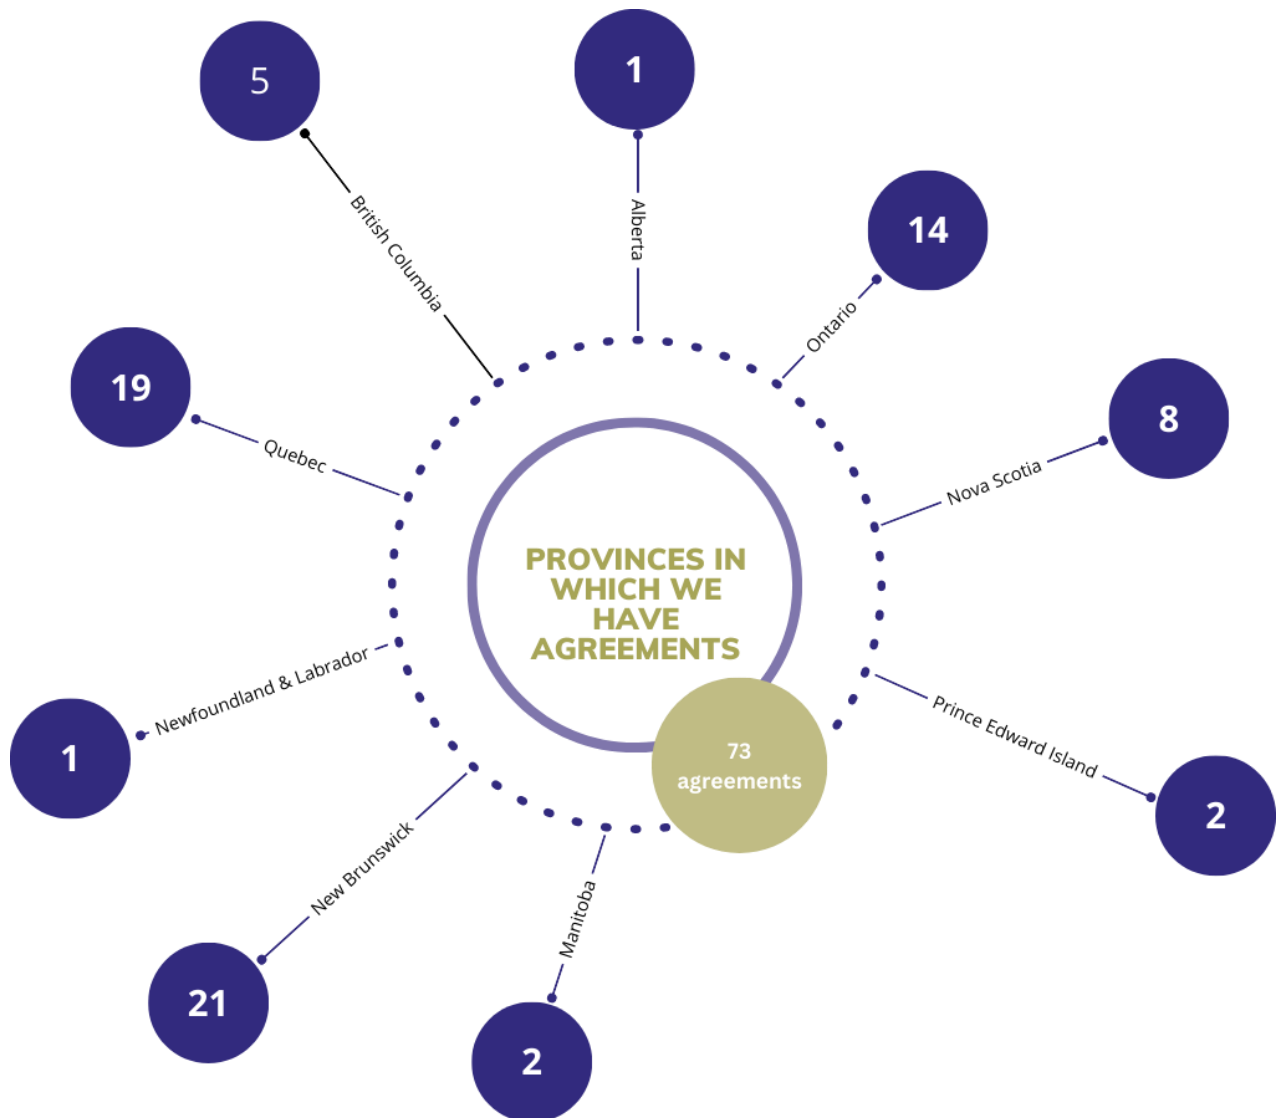 5
British Columbia
1
Alberta
14
Ontario
19
Quebec
8
Nova Scotia
PROVINCES IN
WHICH WE
HAVE
AGREEMENTS
73
agreements
1
Newfoundland & Labrador
2
Prince Edward Island
21
New Brunswick
2
Manitoba